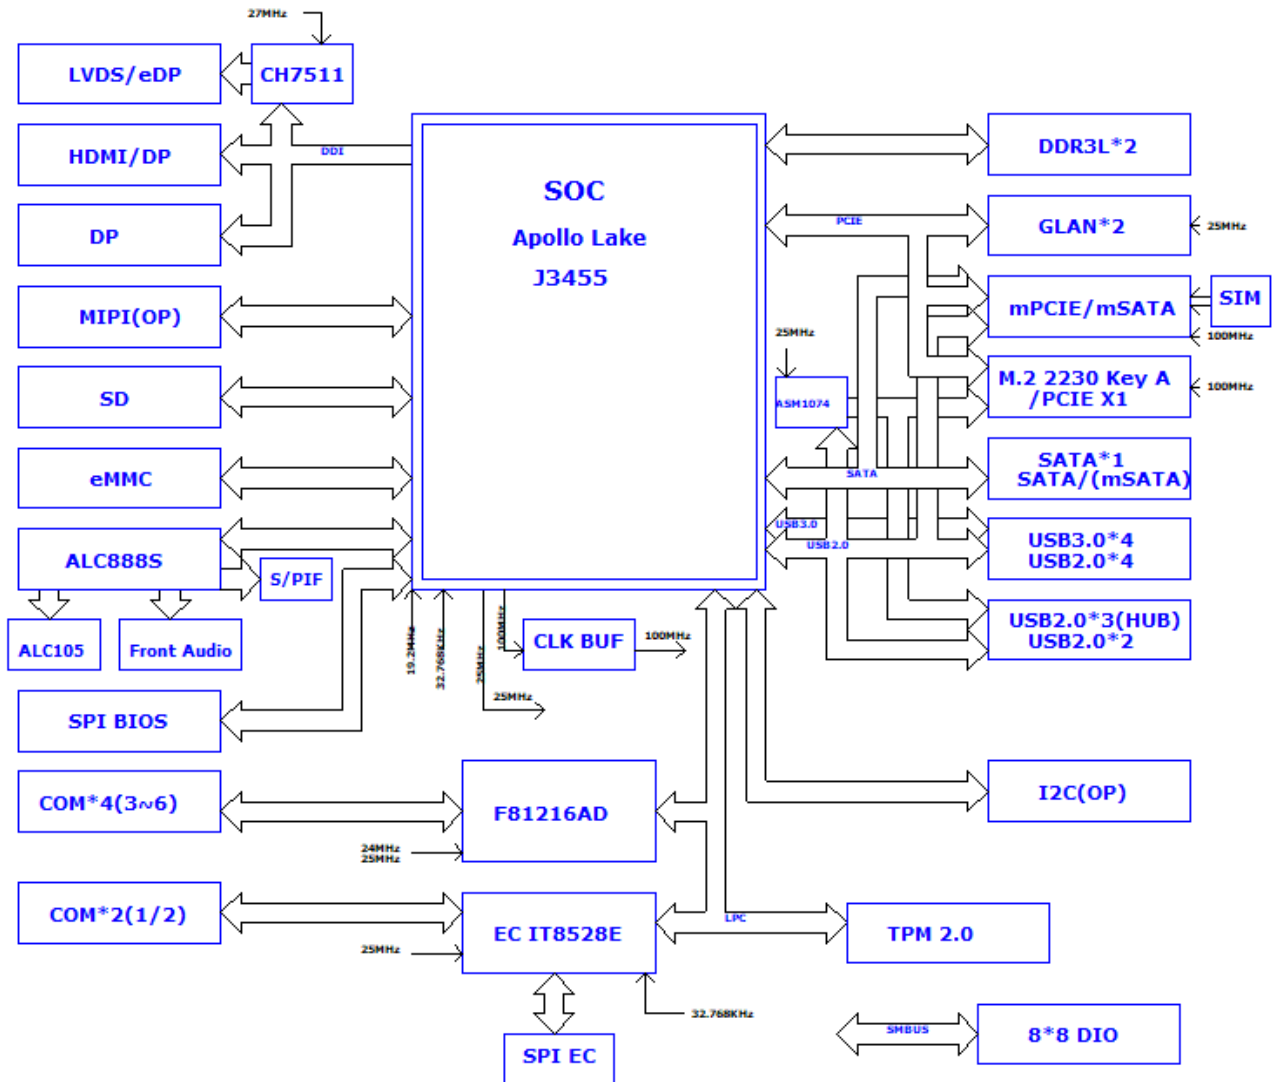 27MHz
LVDS/eDP
CH7511
HDMI/DP
DDI
DP
MIPI(OP)
SD
eMMC
ALC888S
S/PIF
ALC105
Front Audio
SPI BIOS
COM*4(3~6)
COM*2(1/2)
SOC
Apollo Lake
J3455
19.2MHz
32.768KHz
25MHz
100MHz
CLK BUF
100MHz
25MHz
F81216AD
24MHz
25MHz
EC IT8528E
25MHz
32.768KHz
SPI EC
LPC
TPM 2.0
SMBUS
8*8 DIO
DDR3L*2
PCIE
GLAN*2
25MHz
mPCIE/mSATA
SIM
100MHz
25MHz
ASM1074
M.2 2230 Key A
/PCIE X1
100MHz
SATA
SATA*1
SATA/(mSATA)
USB3.0
USB2.0
USB3.0*4
USB2.0*4
USB2.0*3(HUB)
USB2.0*2
I2C(OP)